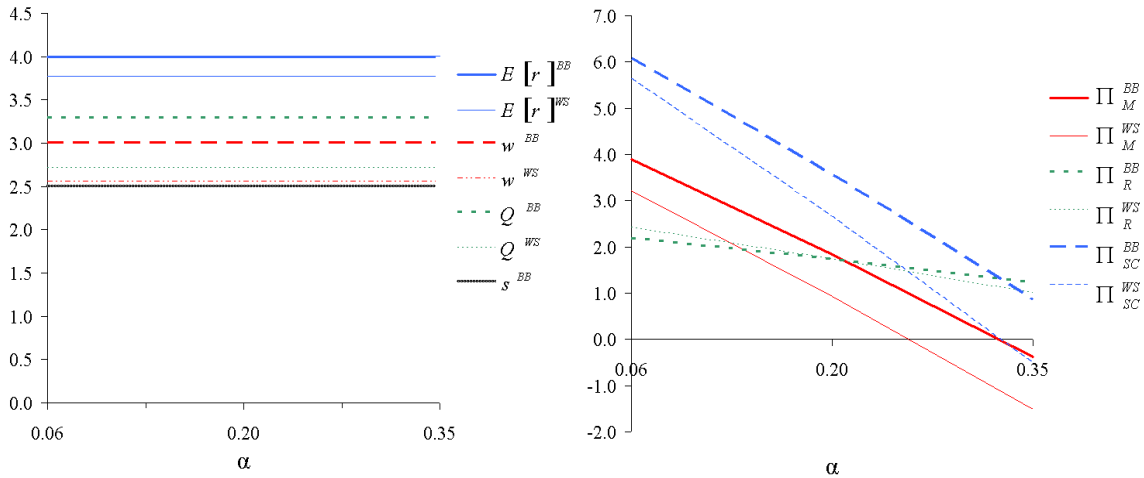 4.5
4.0
3.5
3.0
2.5
2.0
1.5
1.0
0.5
0.0
0.06 0.20 0.35
α
E [r]^BB
E [r]^WS
w^BB
w^WS
Q^BB
Q^WS
s^BB
7.0
6.0
5.0
4.0
3.0
2.0
1.0
0.0
-1.0
-2.0
0.06 0.20 0.35
α
Π_M^BB
Π_M^WS
Π_R^BB
Π_R^WS
Π_SC^BB
Π_SC^WS